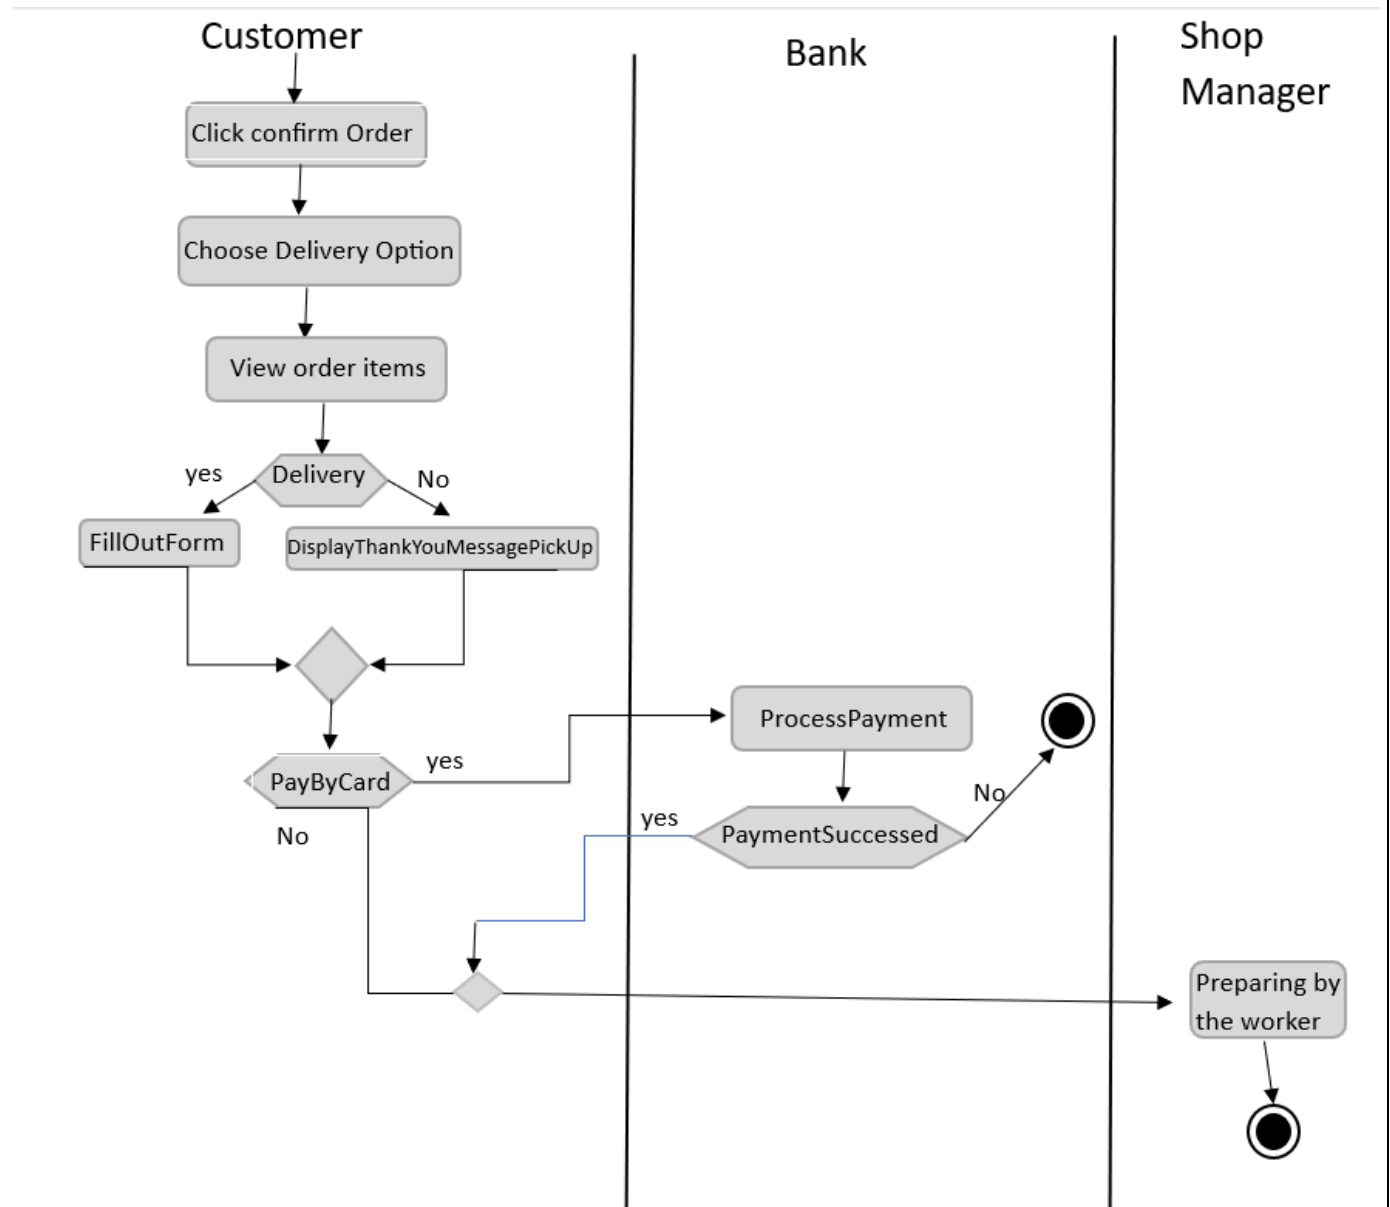 Customer
Bank
Shop
Manager
Click confirm Order
Choose Delivery Option
View order items
yes
Delivery
No
FillOutForm
DisplayThankYouMessagePickUp
ProcessPayment
yes
PayByCard
No
No
yes
PaymentSuccessed
Preparing by
the worker